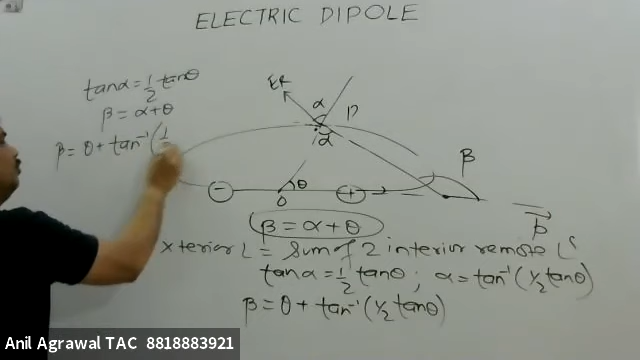 ELECTRIC DIPOLE
tanα = 1/2 tanθ
β = α + θ
β = θ + tan⁻¹ (1
ER
α
P
α
β
θ
−
O
+
p
β = α + θ
xterior L = Sum of 2 interior remote L
tanα = 1/2 tanθ ; α = tan⁻¹ (1/2 tanθ)
β = θ + tan⁻¹ (1/2 tanθ)
Anil Agrawal TAC 8818883921